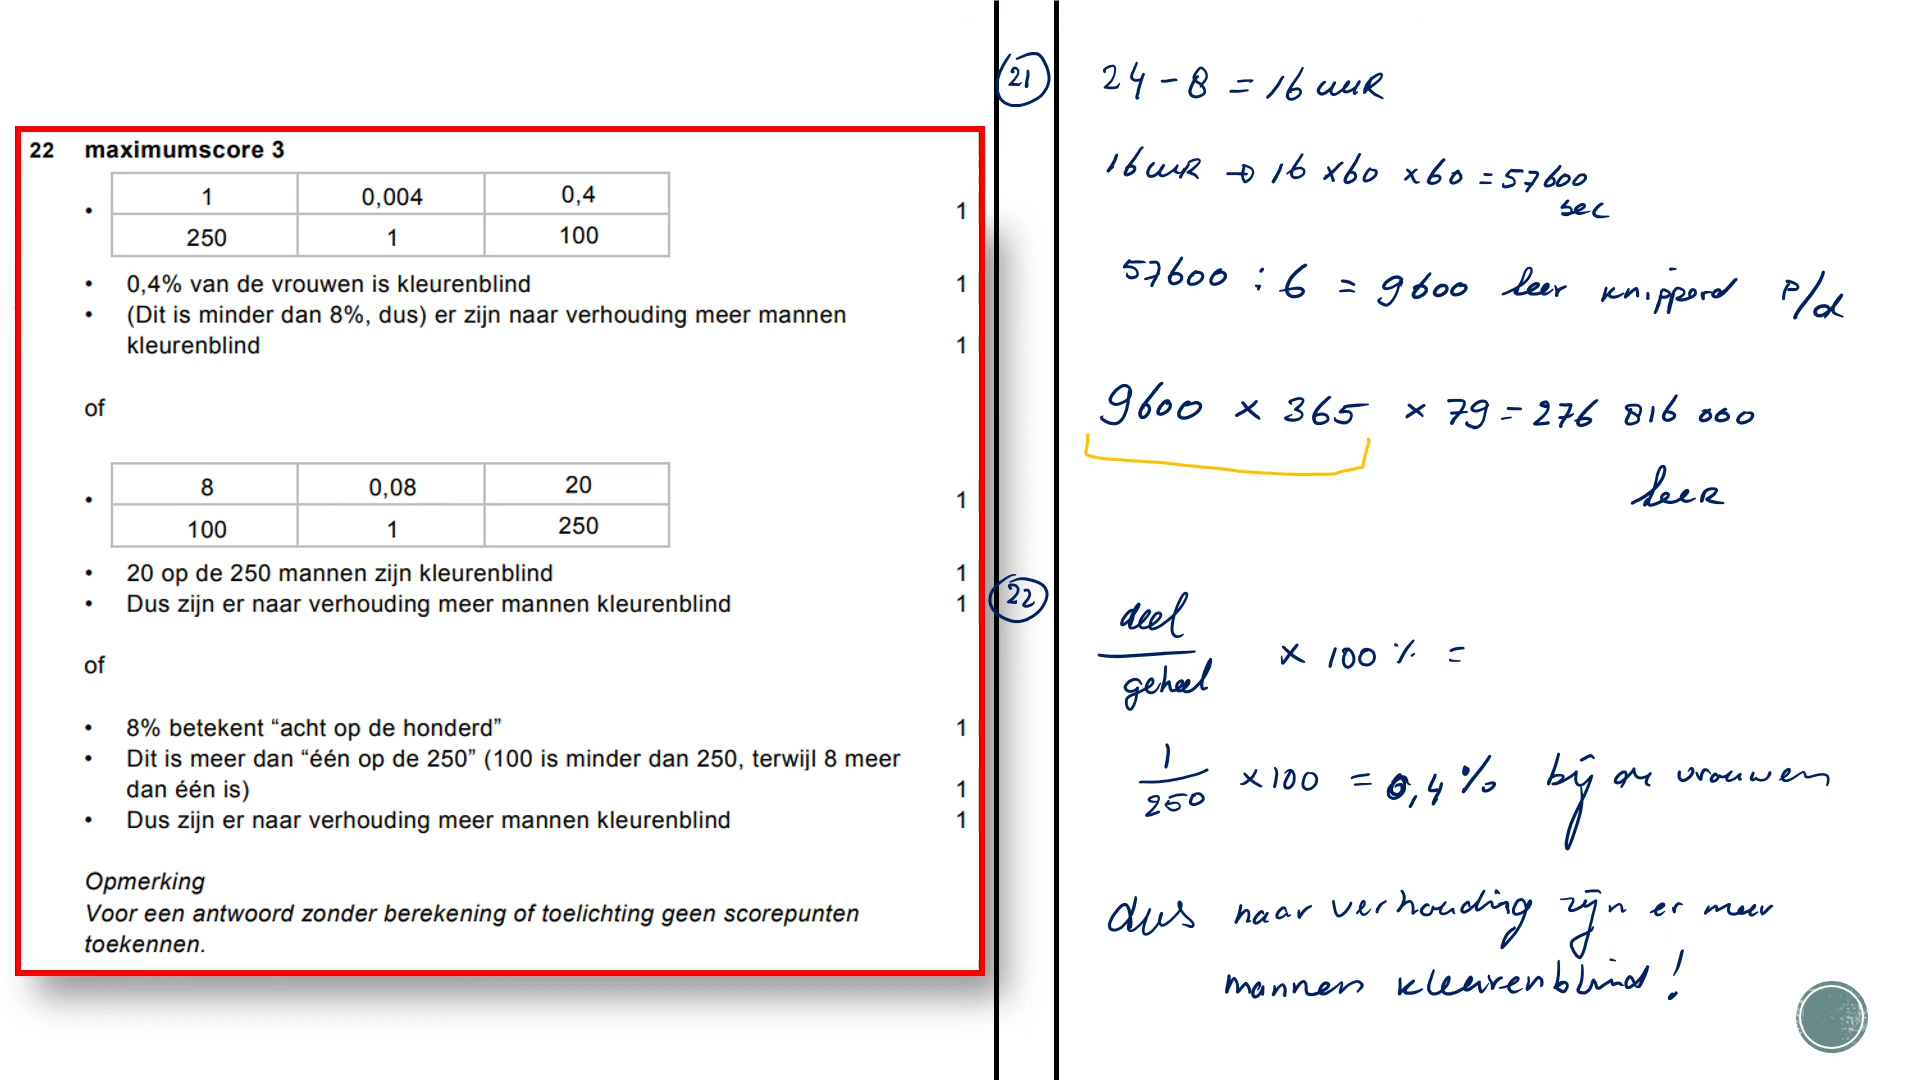 22 maximumscore 3
1 0,004 0,4
• 1
250 1 100
• 0,4% van de vrouwen is kleurenblind 1
• (Dit is minder dan 8%, dus) er zijn naar verhouding meer mannen
kleurenblind 1
of
8 0,08 20
• 1
100 1 250
• 20 op de 250 mannen zijn kleurenblind 1
• Dus zijn er naar verhouding meer mannen kleurenblind 1
of
• 8% betekent “acht op de honderd” 1
• Dit is meer dan “één op de 250” (100 is minder dan 250, terwijl 8 meer
dan één is) 1
• Dus zijn er naar verhouding meer mannen kleurenblind 1
Opmerking
Voor een antwoord zonder berekening of toelichting geen scorepunten
toekennen.
21 24 - 8 = 16 uur
16 uur → 16 x60 x60 = 57600
sec
57600 : 6 = 9600 keer knipperd p/d
9600 x 365 x 79 = 276 816 000
keer
22 deel
geheel x 100 % =
1
250 x100 = 0,4% bij de vrouwen
dus naar verhouding zijn er meer
mannen kleurenblind!